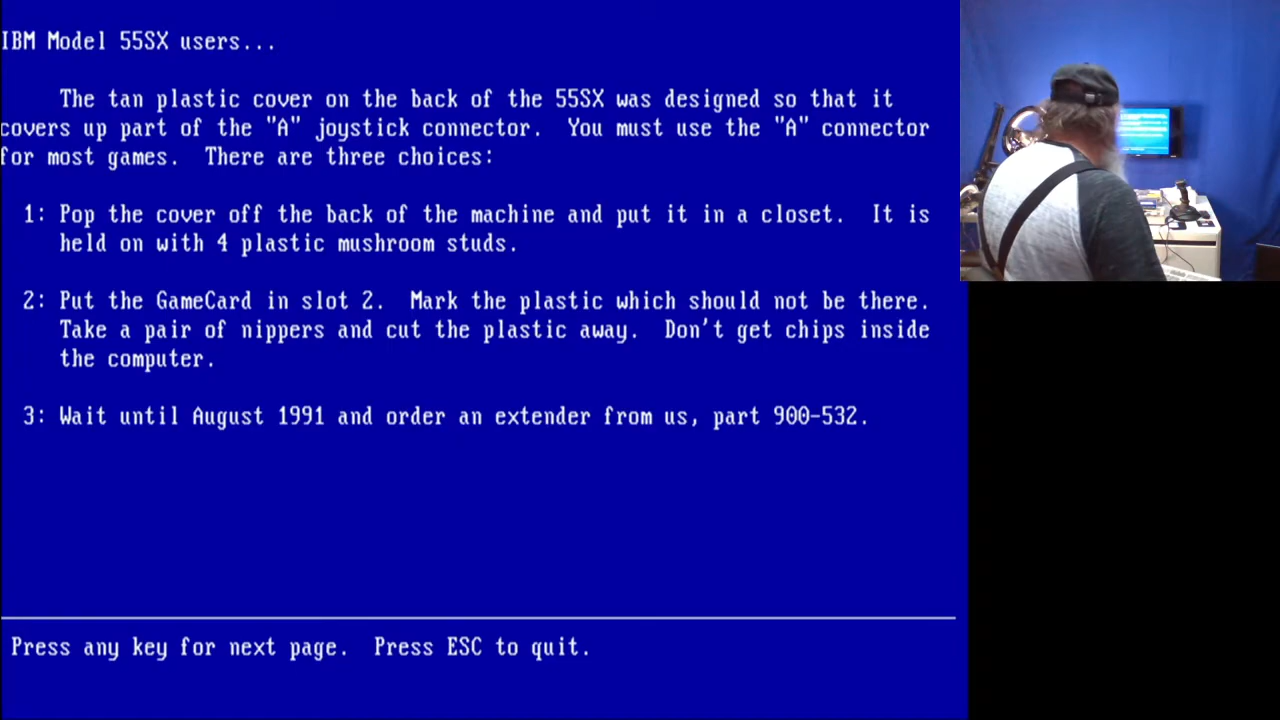 IBM Model 55SX users...
The tan plastic cover on the back of the 55SX was designed so that it
covers up part of the "A" joystick connector.  You must use the "A" connector
for most games.  There are three choices:
1: Pop the cover off the back of the machine and put it in a closet.  It is
held on with 4 plastic mushroom studs.
2: Put the GameCard in slot 2.  Mark the plastic which should not be there.
Take a pair of nippers and cut the plastic away.  Don't get chips inside
the computer.
3: Wait until August 1991 and order an extender from us, part 900-532.
Press any key for next page.  Press ESC to quit.